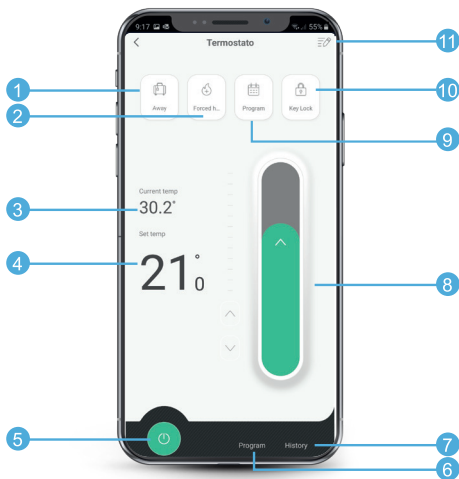 9:17 55%
Termostato
11
1
Away
Forced h...
Program
Key Lock
10
2
9
Current temp
3
30.2°
Set temp
4
21°0
8
5
Program
History
7
6